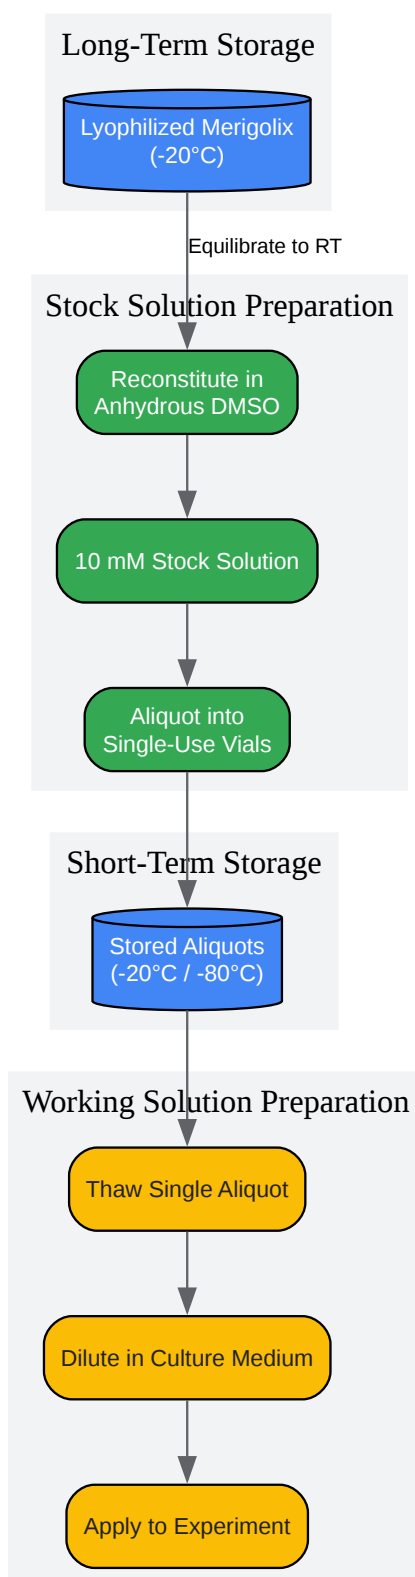 Long-Term Storage
Lyophilized Merigolix
(-20°C)
Equilibrate to RT
Stock Solution Preparation
Reconstitute in
Anhydrous DMSO
10 mM Stock Solution
Aliquot into
Single-Use Vials
Short-Term Storage
Stored Aliquots
(-20°C / -80°C)
Working Solution Preparation
Thaw Single Aliquot
Dilute in Culture Medium
Apply to Experiment